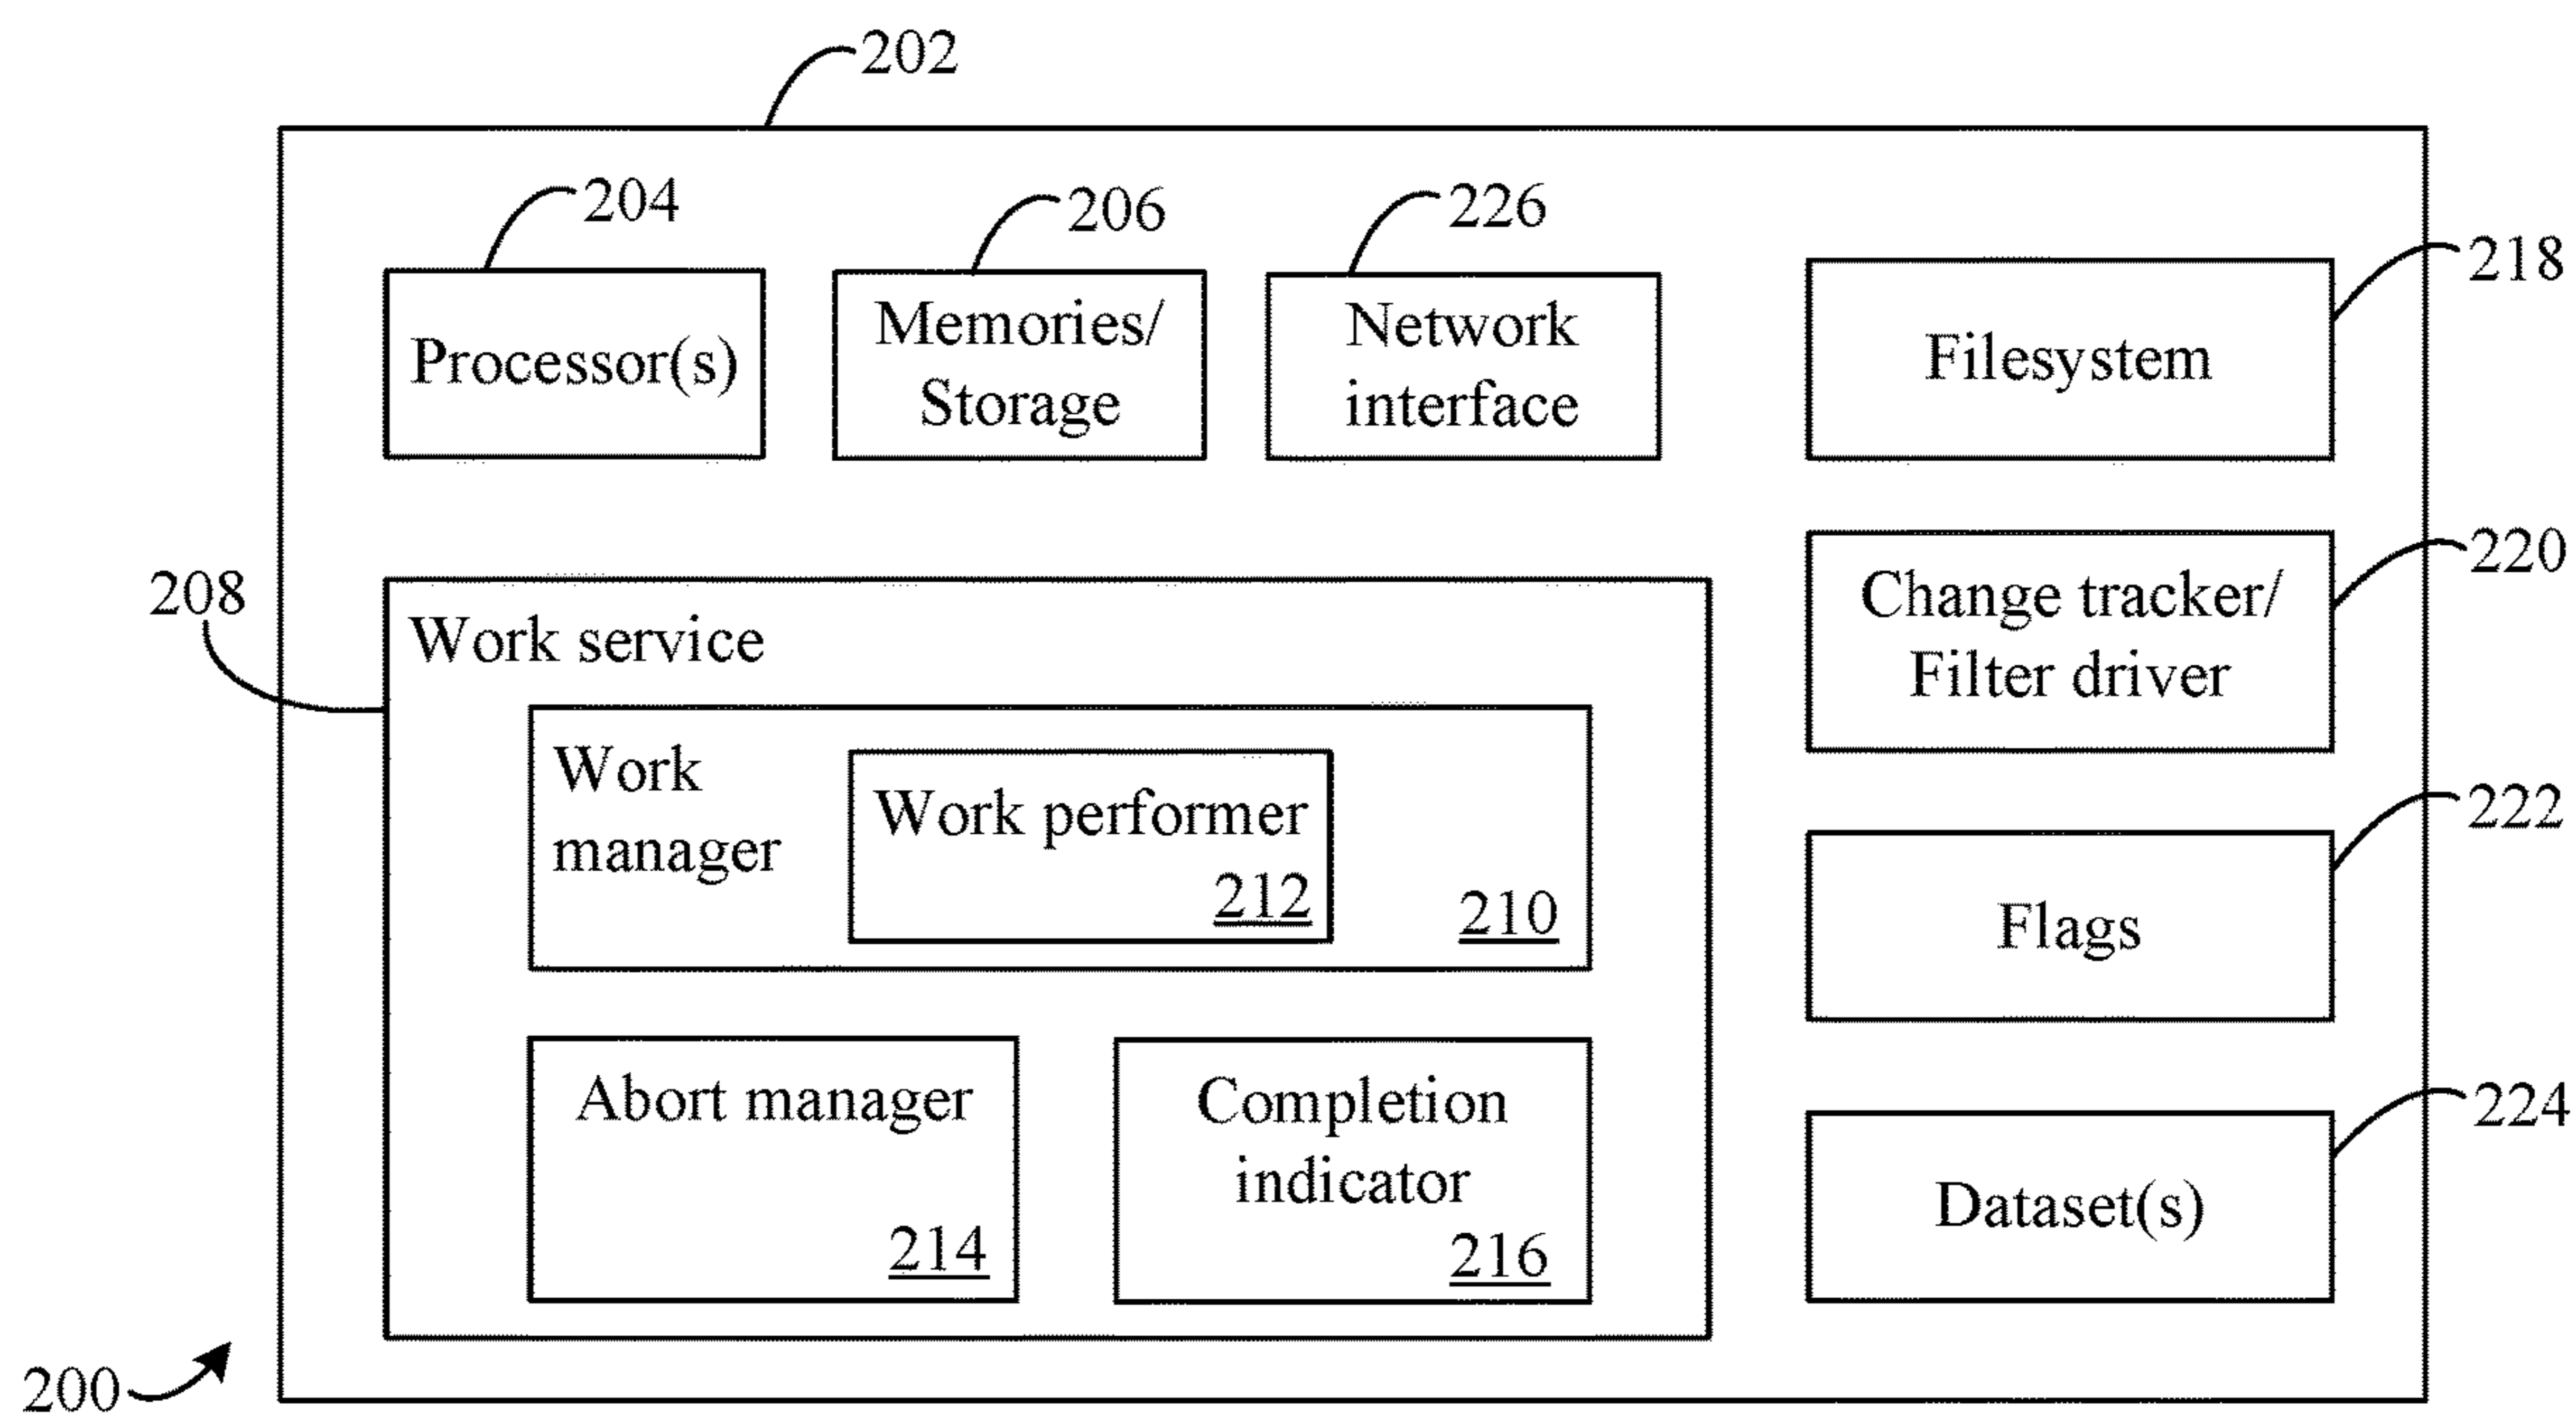 202
204
206
226
218
Processor(s)
Memories/
Storage
Network
interface
Filesystem
220
Change tracker/
Filter driver
208
Work service
Work
manager
Work performer
212
210
222
Flags
Abort manager
214
Completion
indicator
216
224
Dataset(s)
200